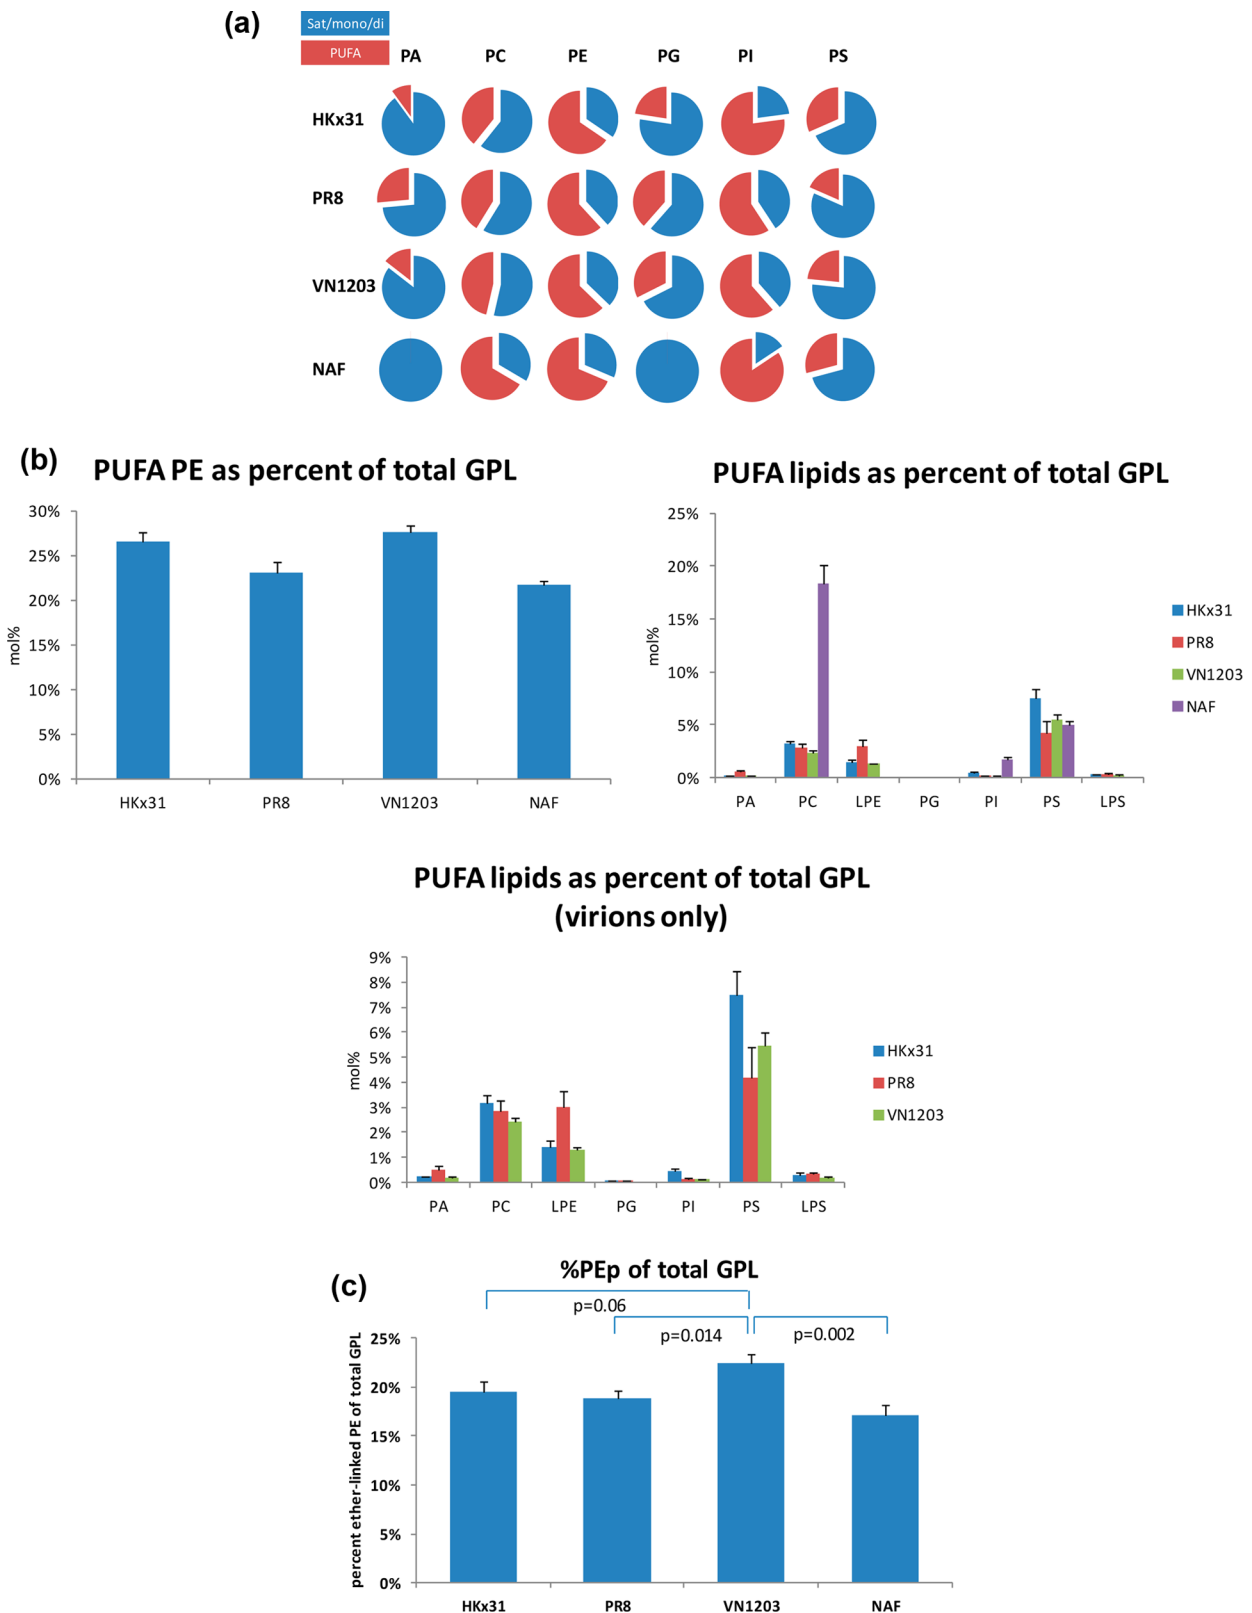 (a)
Sat/mono/di
PUFA
PA PC PE PG PI PS
HKx31
PR8
VN1203
NAF
(b)
PUFA PE as percent of total GPL
30%
25%
20%
15%
10%
5%
0%
mol%
HKx31 PR8 VN1203 NAF
PUFA lipids as percent of total GPL
25%
20%
15%
10%
5%
0%
mol%
PA PC LPE PG PI PS LPS
HKx31
PR8
VN1203
NAF
PUFA lipids as percent of total GPL
(virions only)
9%
8%
7%
6%
5%
4%
3%
2%
1%
0%
mol%
PA PC LPE PG PI PS LPS
HKx31
PR8
VN1203
(c)
%PEp of total GPL
p=0.06
p=0.014
p=0.002
25%
20%
15%
10%
5%
0%
percent ether-linked PE of total GPL
HKx31 PR8 VN1203 NAF